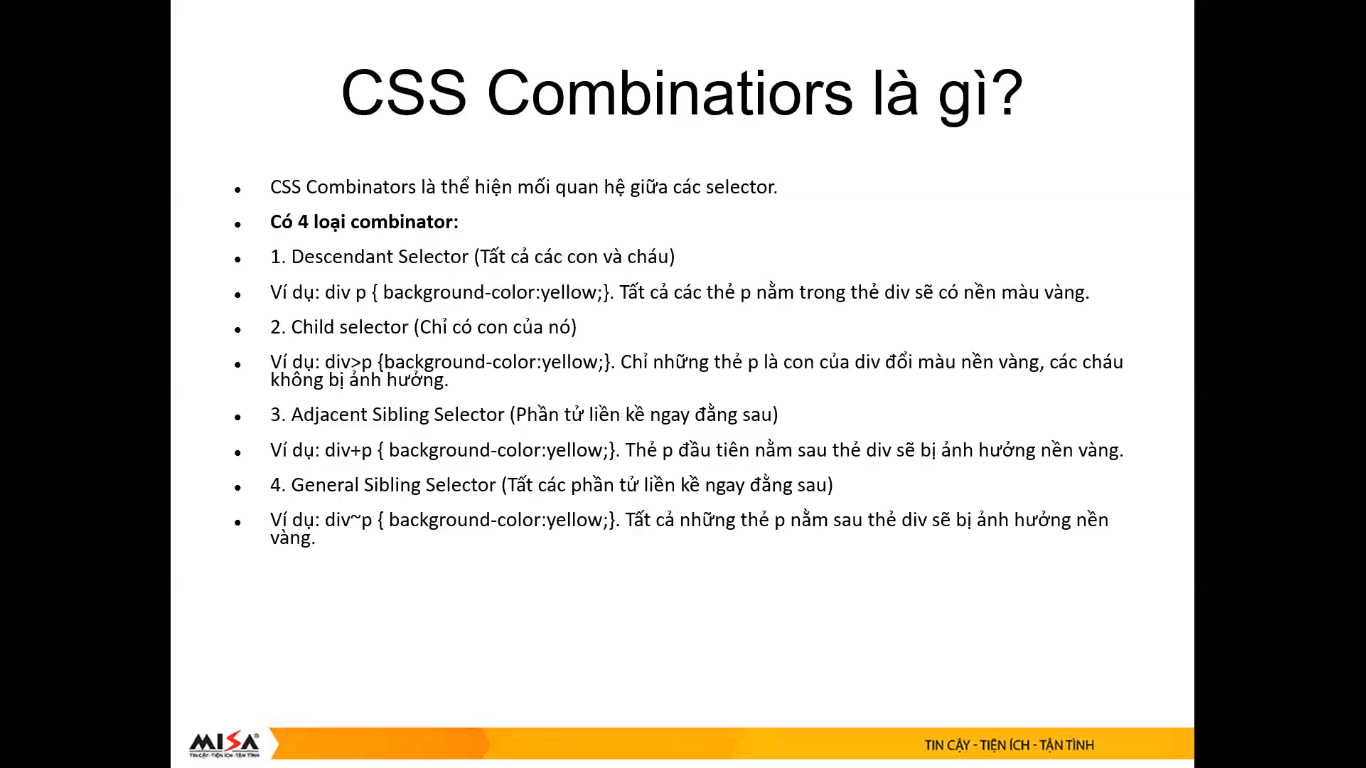 CSS Combinatiors là gì?
• CSS Combinators là thể hiện mối quan hệ giữa các selector.
• Có 4 loại combinator:
• 1. Descendant Selector (Tất cả các con và cháu)
• Ví dụ: div p { background-color:yellow;}. Tất cả các thẻ p nằm trong thẻ div sẽ có nền màu vàng.
• 2. Child selector (Chỉ có con của nó)
• Ví dụ: div>p {background-color:yellow;}. Chỉ những thẻ p là con của div đổi màu nền vàng, các cháu
không bị ảnh hưởng.
• 3. Adjacent Sibling Selector (Phần tử liền kề ngay đằng sau)
• Ví dụ: div+p { background-color:yellow;}. Thẻ p đầu tiên nằm sau thẻ div sẽ bị ảnh hưởng nền vàng.
• 4. General Sibling Selector (Tất các phần tử liền kề ngay đằng sau)
• Ví dụ: div~p { background-color:yellow;}. Tất cả những thẻ p nằm sau thẻ div sẽ bị ảnh hưởng nền
vàng.
MISA®
TIN CẬY - TIỆN ÍCH - TẬN TÌNH
TIN CẬY - TIỆN ÍCH - TẬN TÌNH